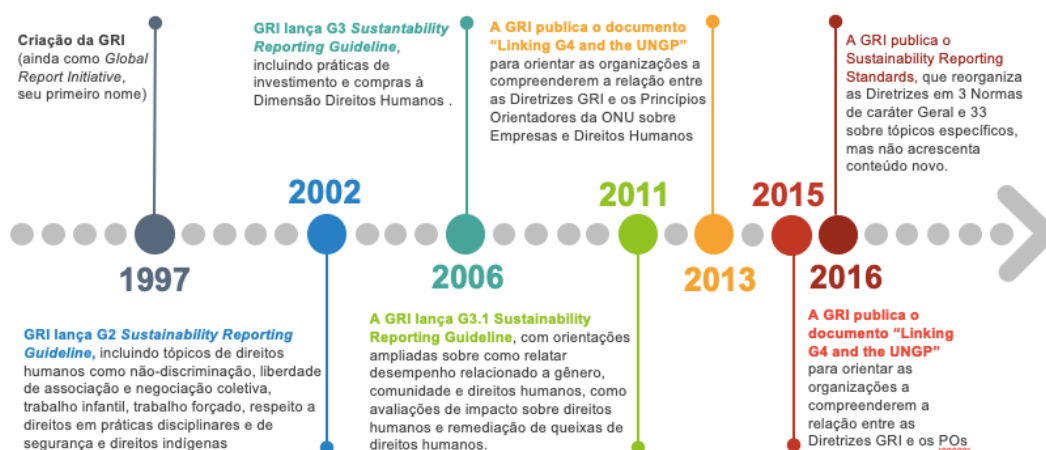 Criação da GRI
(ainda como Global
Report Initiative,
seu primeiro nome)
1997
GRI lança G2 Sustainability Reporting
Guideline, incluindo tópicos de direitos
humanos como não-discriminação, liberdade
de associação e negociação coletiva,
trabalho infantil, trabalho forçado, respeito a
direitos em práticas disciplinares e de
segurança e direitos indígenas
2002
GRI lança G3 Sustantability
Reporting Guideline,
incluindo práticas de
investimento e compras à
Dimensão Direitos Humanos .
2006
A GRI lança G3.1 Sustainability
Reporting Guideline, com orientações
ampliadas sobre como relatar
desempenho relacionado a gênero,
comunidade e direitos humanos, como
avaliações de impacto sobre direitos
humanos e remediação de queixas de
direitos humanos.
2011
A GRI publica o documento
“Linking G4 and the UNGP”
para orientar as organizações a
compreenderem a relação entre
as Diretrizes GRI e os Princípios
Orientadores da ONU sobre
Empresas e Direitos Humanos
2013
2015
A GRI publica o
documento “Linking
G4 and the UNGP”
para orientar as
organizações a
compreenderem a
relação entre as
Diretrizes GRI e os POs
A GRI publica o
Sustainability Reporting
Standards, que reorganiza
as Diretrizes em 3 Normas
de caráter Geral e 33
sobre tópicos específicos,
mas não acrescenta
conteúdo novo.
2016